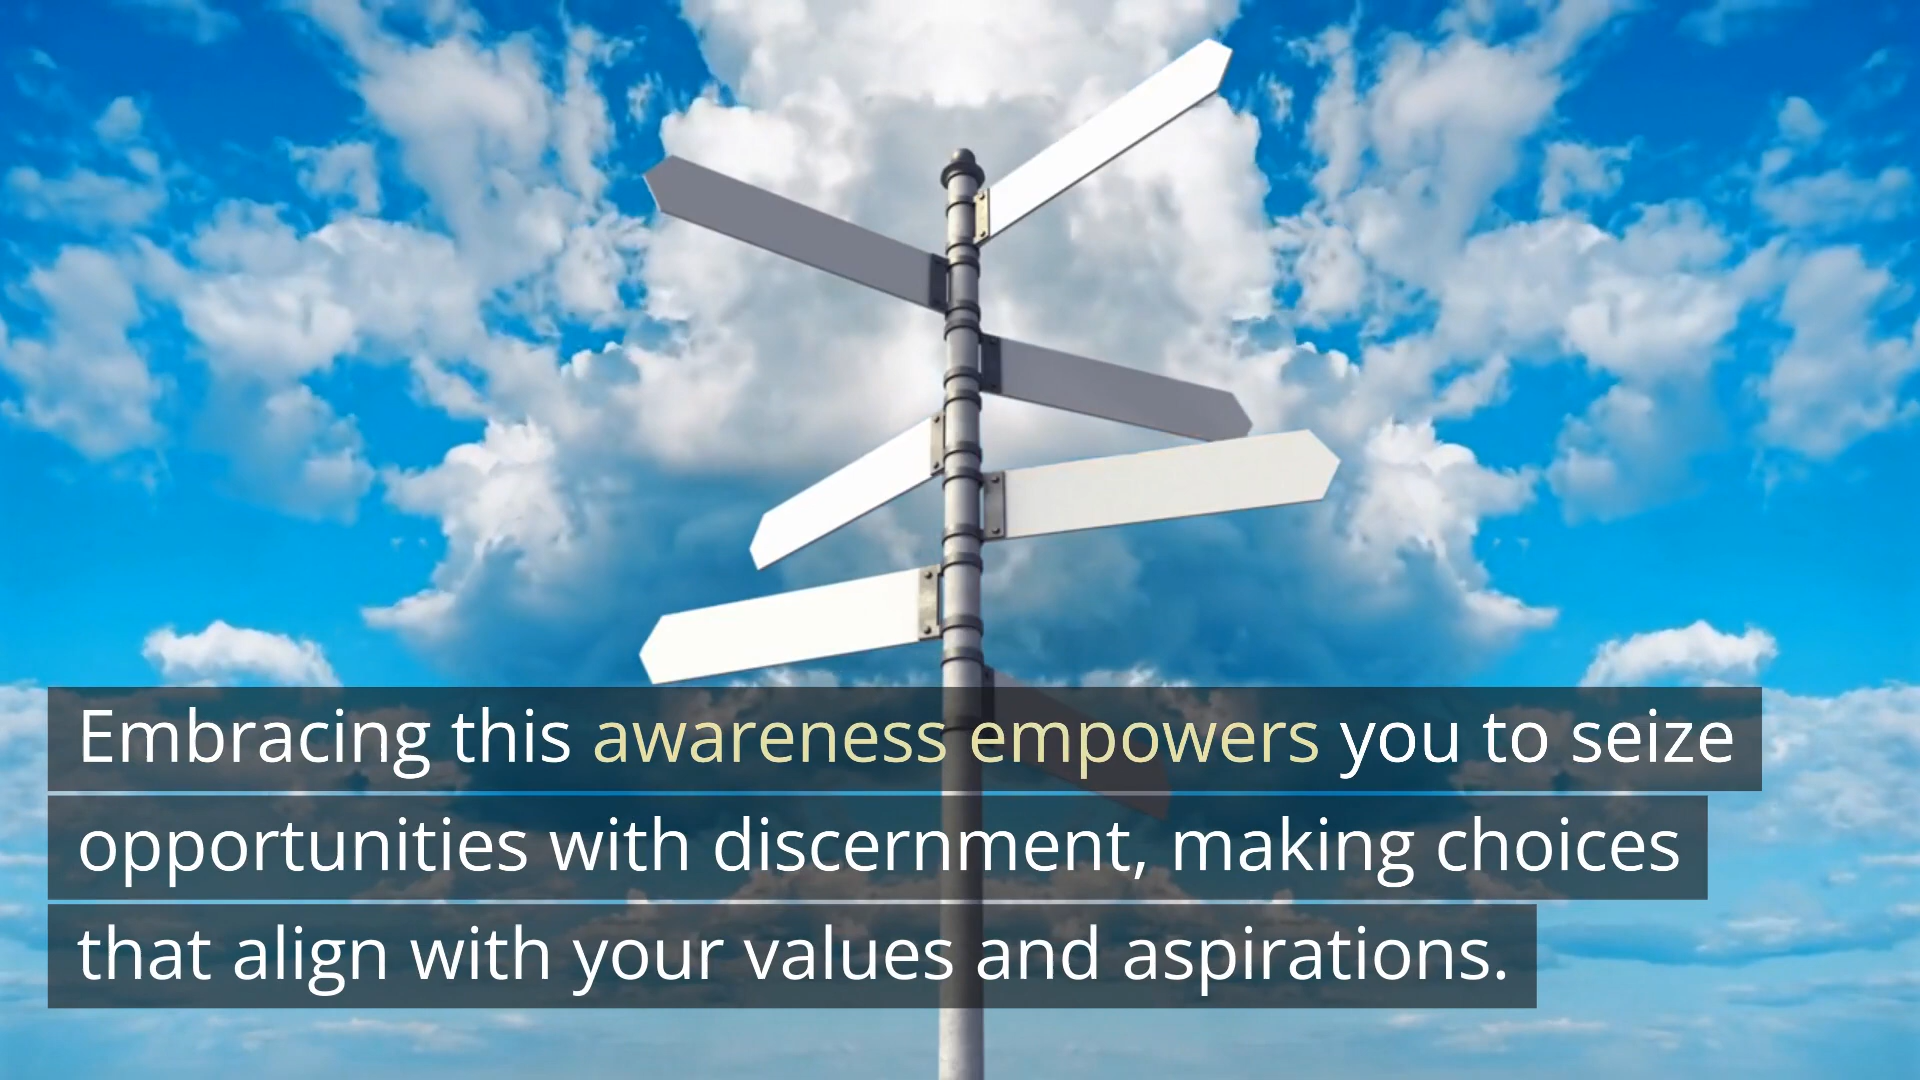 Embracing this awareness empowers you to seize
opportunities with discernment, making choices
that align with your values and aspirations.